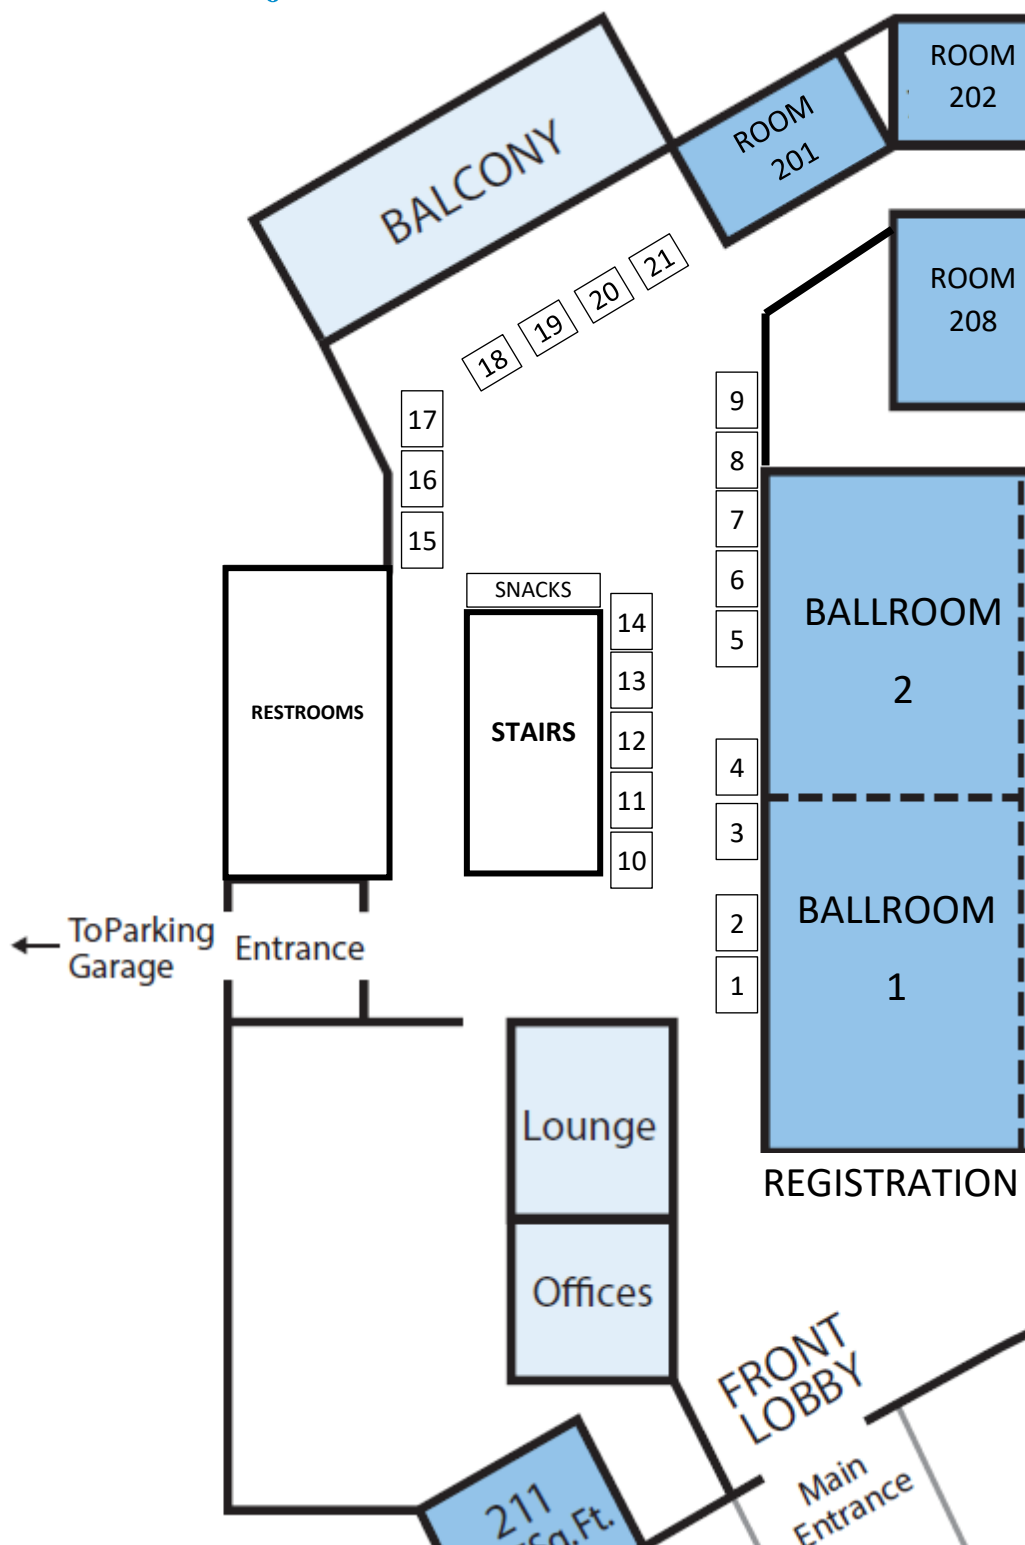 BALCONY
ROOM
201
ROOM
202
ROOM
208
21
20
19
18
17
16
15
9
8
7
6
5
4
3
2
1
SNACKS
14
13
12
11
10
RESTROOMS
STAIRS
BALLROOM
2
BALLROOM
1
ToParking
Garage
Entrance
Lounge
Offices
REGISTRATION
FRONT
LOBBY
Main
Entrance
211
Sq.Ft.